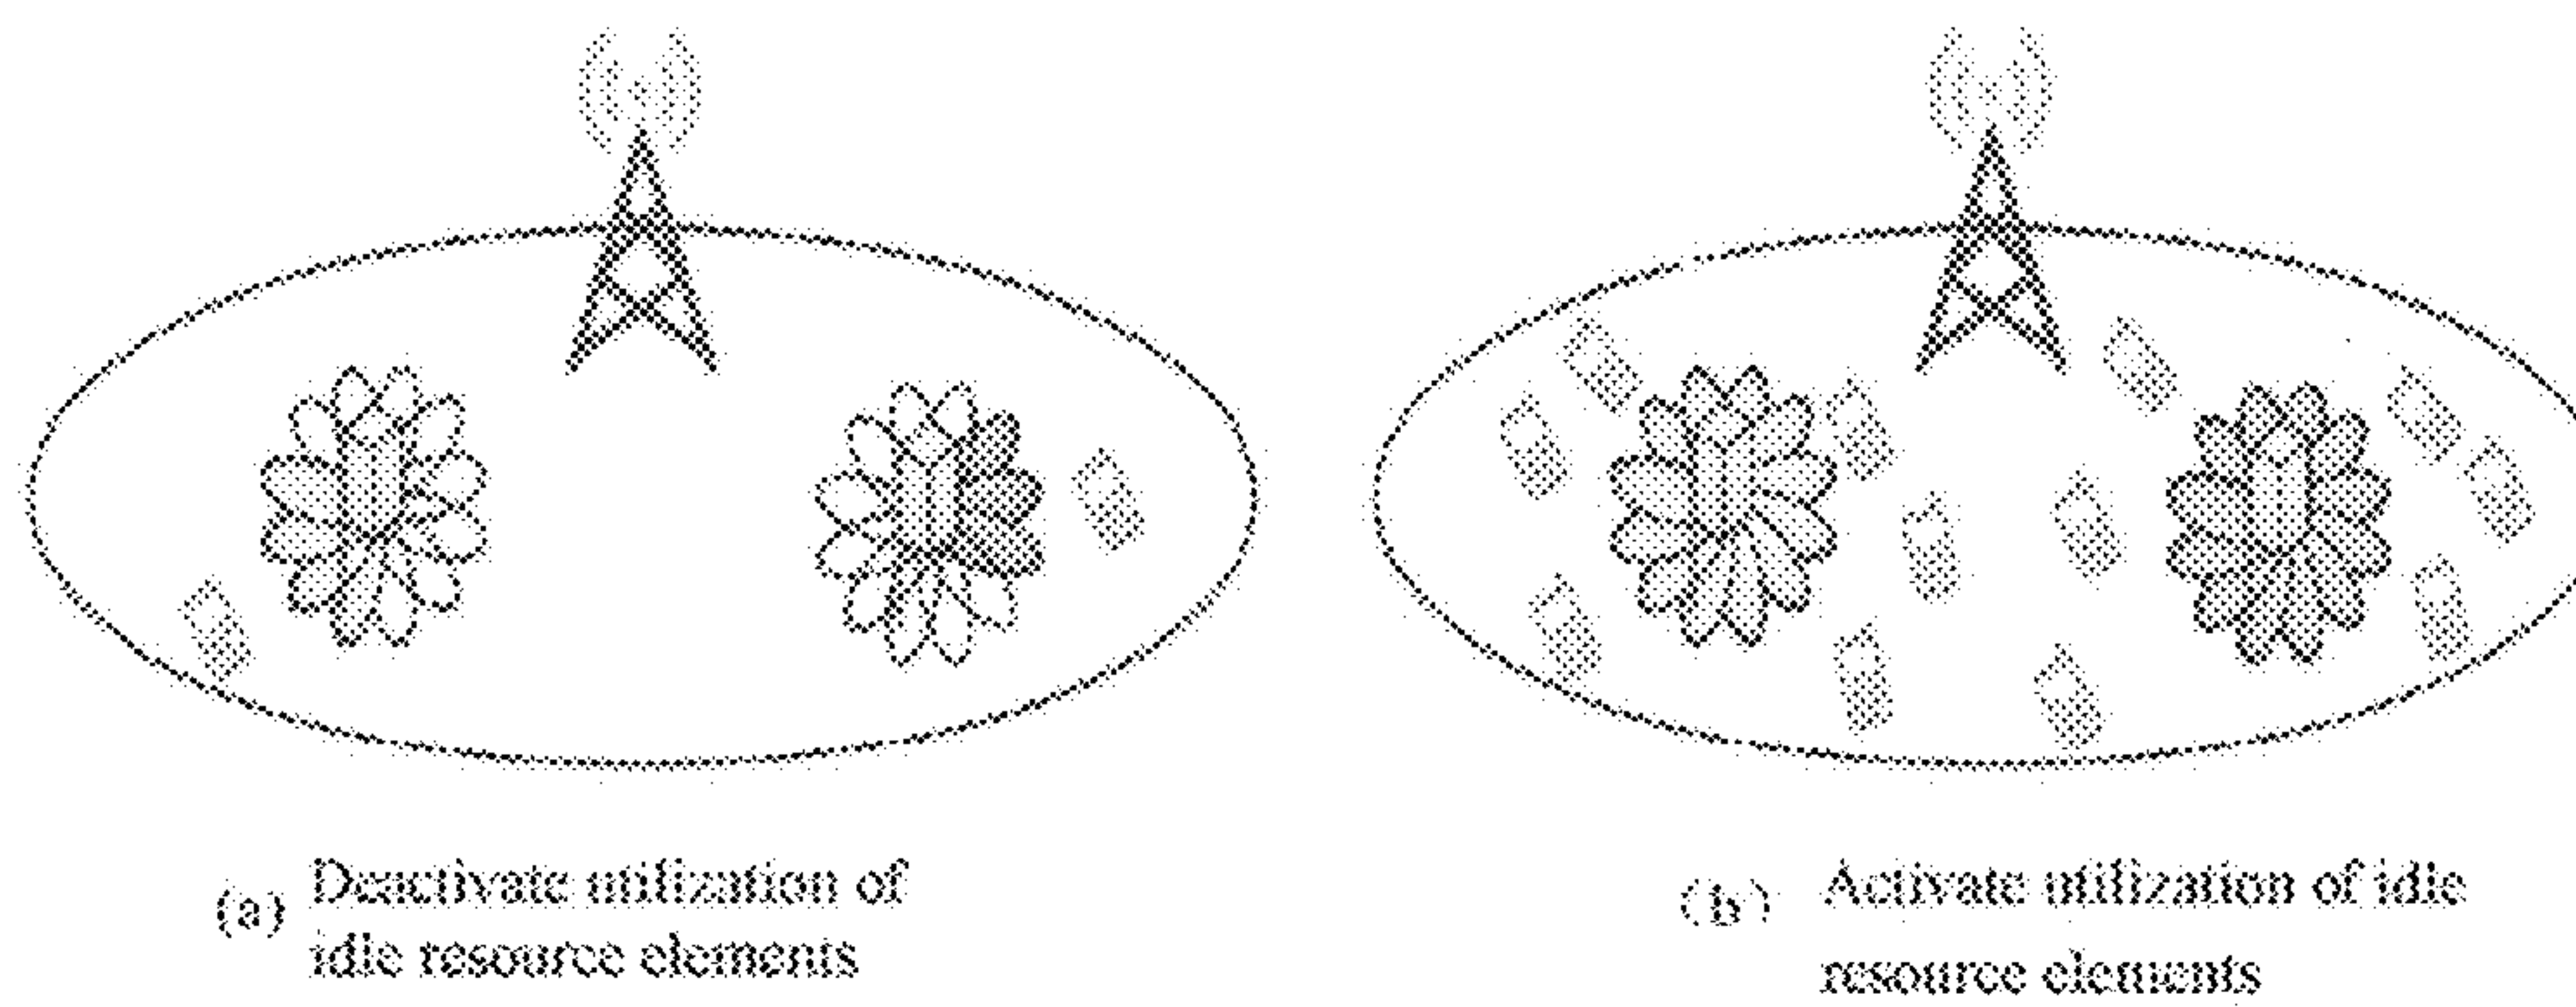 (a) Deactivate utilization of
idle resource elements
(b) Activate utilization of idle
resource elements